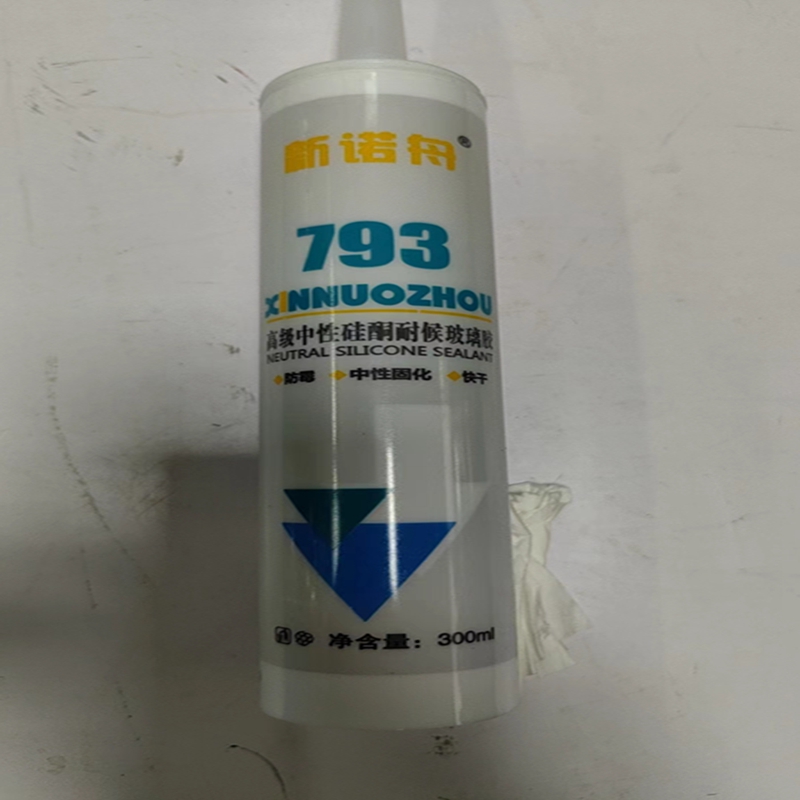 新诺舟®
793
XINNUOZHOU
高级中性硅酮耐候玻璃胶
NEUTRAL SILICONE SEALANT
防霉 中性固化 快干
净含量：300ml